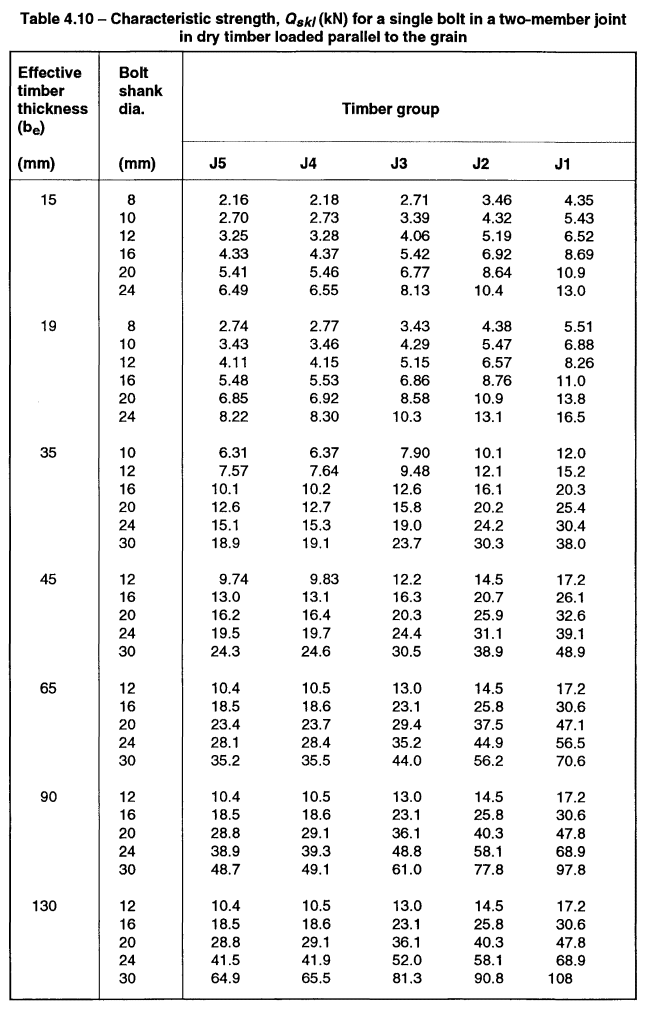 Table 4.10 – Characteristic strength, Qskl (kN) for a single bolt in a two-member joint
in dry timber loaded parallel to the grain
Effective Bolt
timber shank
thickness dia. Timber group
(be)
(mm) (mm) J5 J4 J3 J2 J1
15 8 2.16 2.18 2.71 3.46 4.35
10 2.70 2.73 3.39 4.32 5.43
12 3.25 3.28 4.06 5.19 6.52
16 4.33 4.37 5.42 6.92 8.69
20 5.41 5.46 6.77 8.64 10.9
24 6.49 6.55 8.13 10.4 13.0
19 8 2.74 2.77 3.43 4.38 5.51
10 3.43 3.46 4.29 5.47 6.88
12 4.11 4.15 5.15 6.57 8.26
16 5.48 5.53 6.86 8.76 11.0
20 6.85 6.92 8.58 10.9 13.8
24 8.22 8.30 10.3 13.1 16.5
35 10 6.31 6.37 7.90 10.1 12.0
12 7.57 7.64 9.48 12.1 15.2
16 10.1 10.2 12.6 16.1 20.3
20 12.6 12.7 15.8 20.2 25.4
24 15.1 15.3 19.0 24.2 30.4
30 18.9 19.1 23.7 30.3 38.0
45 12 9.74 9.83 12.2 14.5 17.2
16 13.0 13.1 16.3 20.7 26.1
20 16.2 16.4 20.3 25.9 32.6
24 19.5 19.7 24.4 31.1 39.1
30 24.3 24.6 30.5 38.9 48.9
65 12 10.4 10.5 13.0 14.5 17.2
16 18.5 18.6 23.1 25.8 30.6
20 23.4 23.7 29.4 37.5 47.1
24 28.1 28.4 35.2 44.9 56.5
30 35.2 35.5 44.0 56.2 70.6
90 12 10.4 10.5 13.0 14.5 17.2
16 18.5 18.6 23.1 25.8 30.6
20 28.8 29.1 36.1 40.3 47.8
24 38.9 39.3 48.8 58.1 68.9
30 48.7 49.1 61.0 77.8 97.8
130 12 10.4 10.5 13.0 14.5 17.2
16 18.5 18.6 23.1 25.8 30.6
20 28.8 29.1 36.1 40.3 47.8
24 41.5 41.9 52.0 58.1 68.9
30 64.9 65.5 81.3 90.8 108